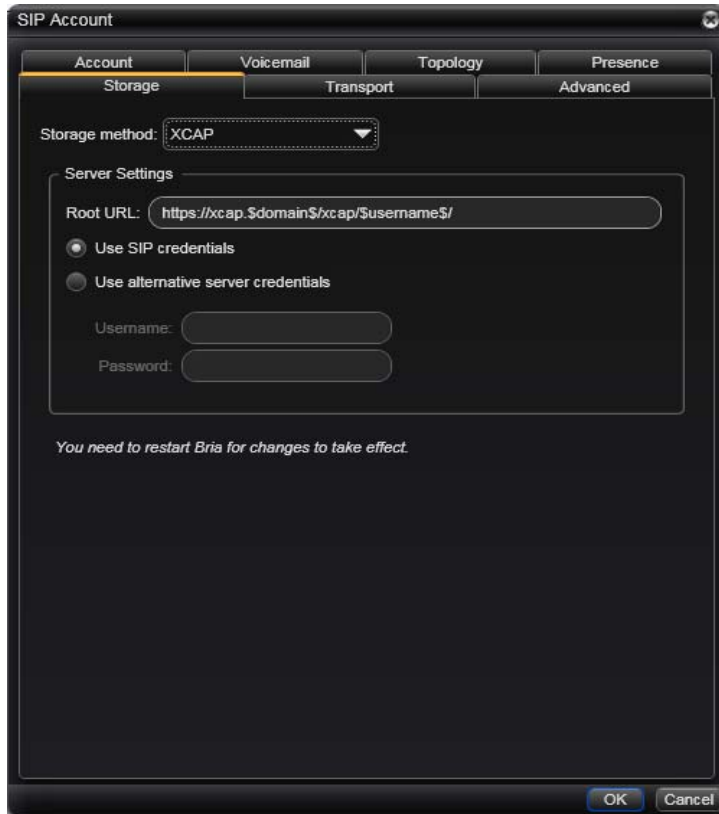 SIP Account
Account Voicemail Topology Presence
Storage Transport Advanced
Storage method: XCAP
Server Settings
Root URL: https://xcap.$domain$/xcap/$username$/
Use SIP credentials
Use alternative server credentials
Username:
Password:
You need to restart Bria for changes to take effect.
OK Cancel